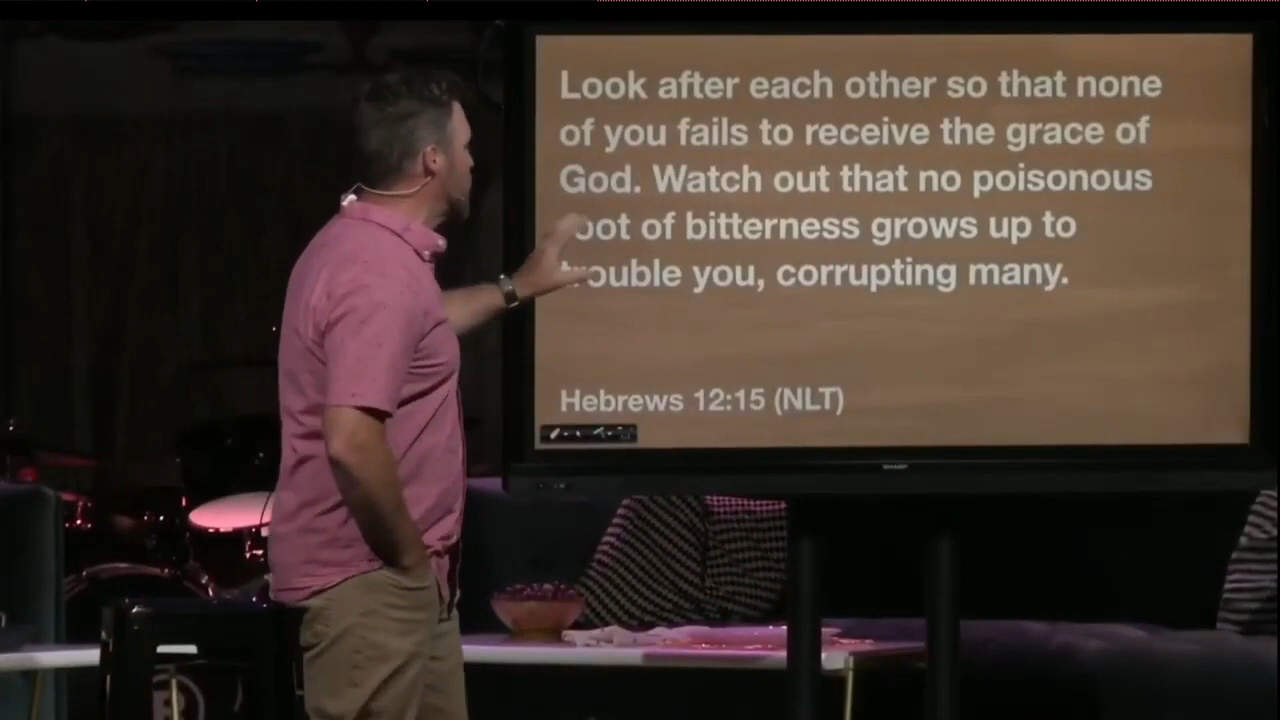 Look after each other so that none
of you fails to receive the grace of
God. Watch out that no poisonous
root of bitterness grows up to
trouble you, corrupting many.
Hebrews 12:15 (NLT)
SHARP